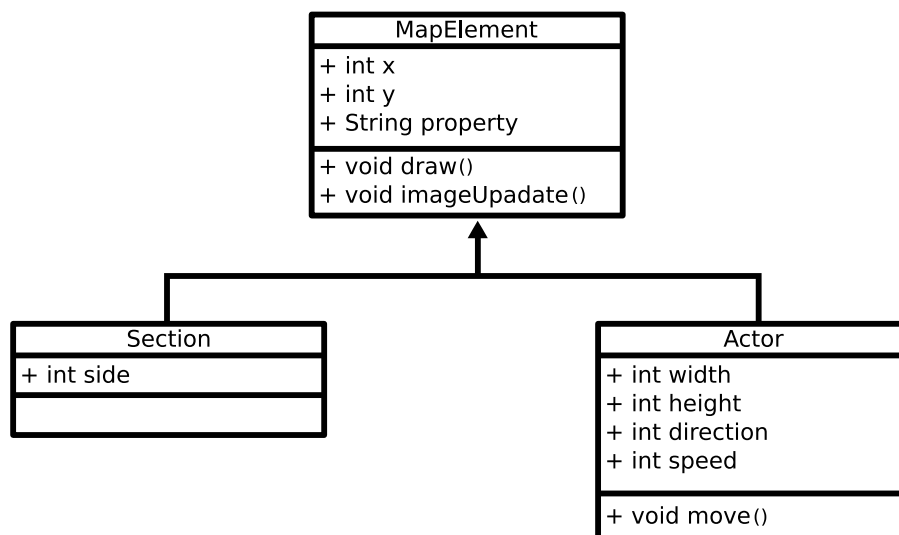 MapElement
+ int x
+ int y
+ String property
+ void draw()
+ void imageUpadate()
Section
+ int side
Actor
+ int width
+ int height
+ int direction
+ int speed
+ void move()